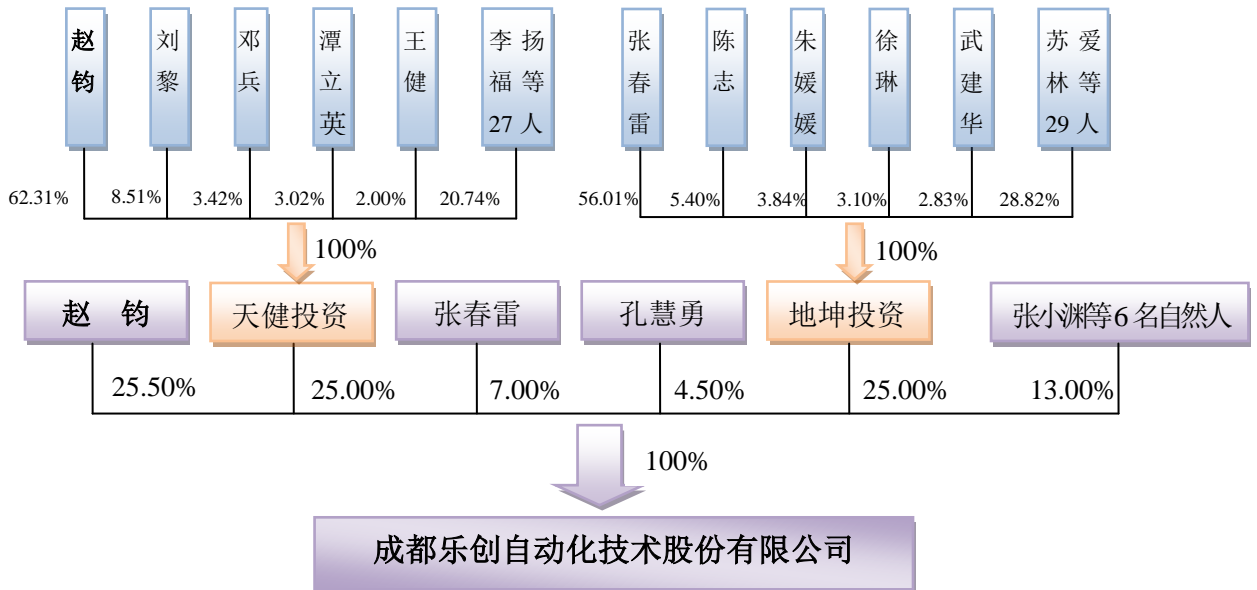 赵钧
刘黎
邓兵
潭立英
王健
李扬
福等
27 人
张春雷
陈志
朱媛媛
徐琳
武建华
苏爱
林等
29 人
62.31%
8.51%
3.42%
3.02%
2.00%
20.74%
56.01%
5.40%
3.84%
3.10%
2.83%
28.82%
100%
100%
赵 钧
天健投资
张春雷
孔慧勇
地坤投资
张小渊等6 名自然人
25.50%
25.00%
7.00%
4.50%
25.00%
13.00%
100%
成都乐创自动化技术股份有限公司